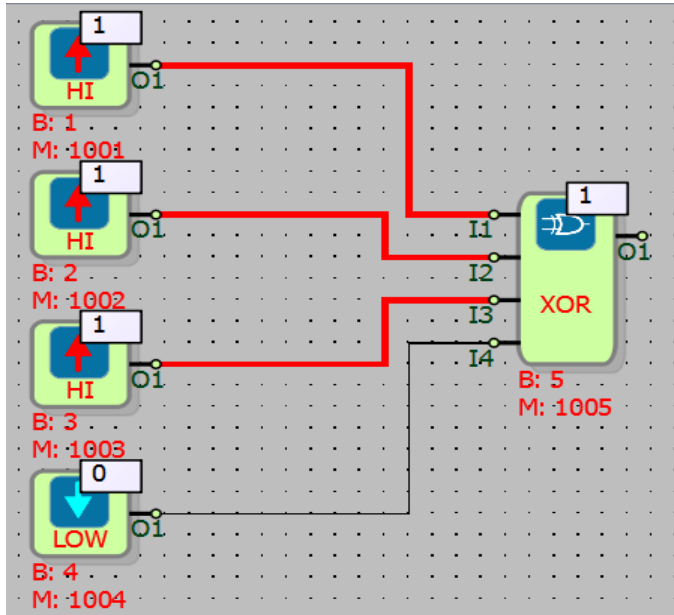 1
HI
O1
B: 1
M: 1001
1
HI
O1
B: 2
M: 1002
1
HI
O1
B: 3
M: 1003
0
LOW
O1
B: 4
M: 1004
1
I1
I2
I3
I4
XOR
O1
B: 5
M: 1005